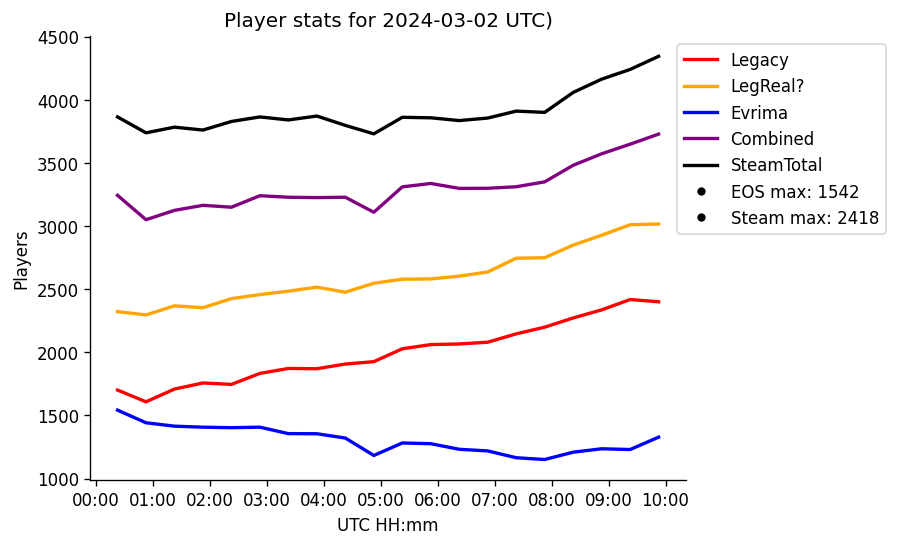 Player stats for 2024-03-02 UTC)
4500
4000
3500
3000
2500
2000
1500
1000
Players
00:00 01:00 02:00 03:00 04:00 05:00 06:00 07:00 08:00 09:00 10:00
UTC HH:mm
Legacy
LegReal?
Evrima
Combined
SteamTotal
EOS max: 1542
Steam max: 2418